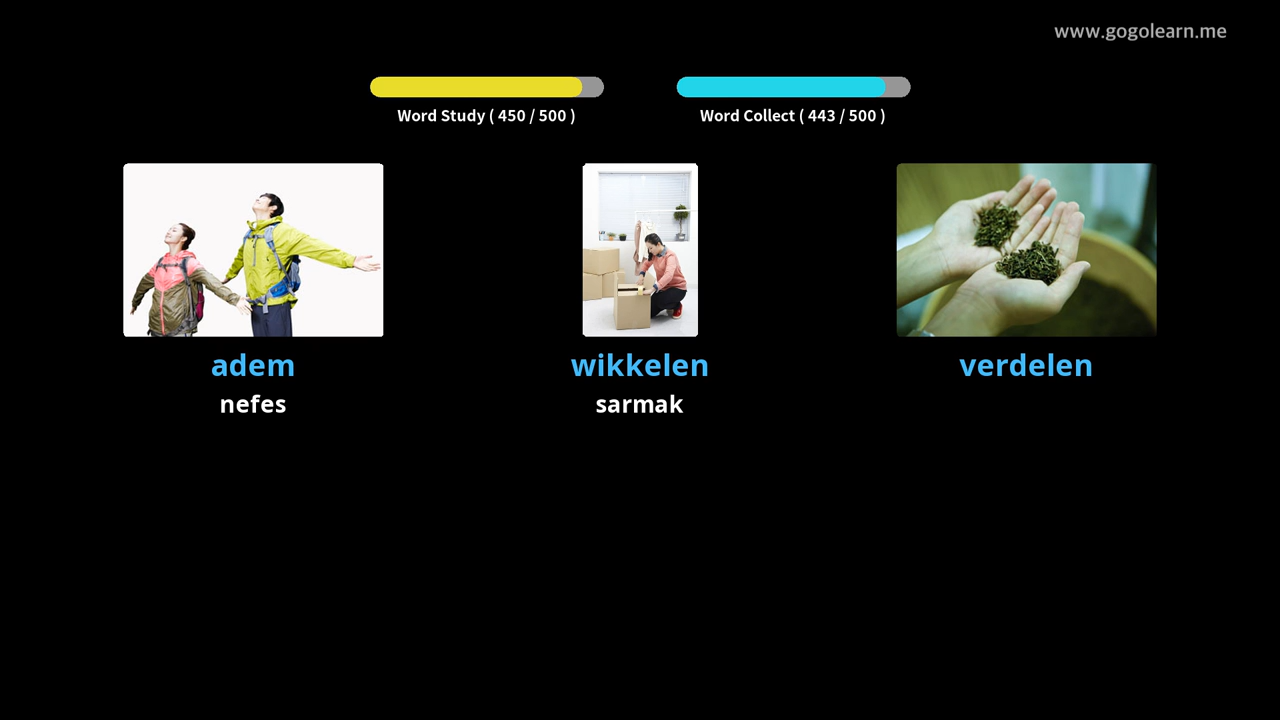 www.gogolearn.me
Word Study ( 450 / 500 )
Word Collect ( 443 / 500 )
adem
nefes
wikkelen
sarmak
verdelen